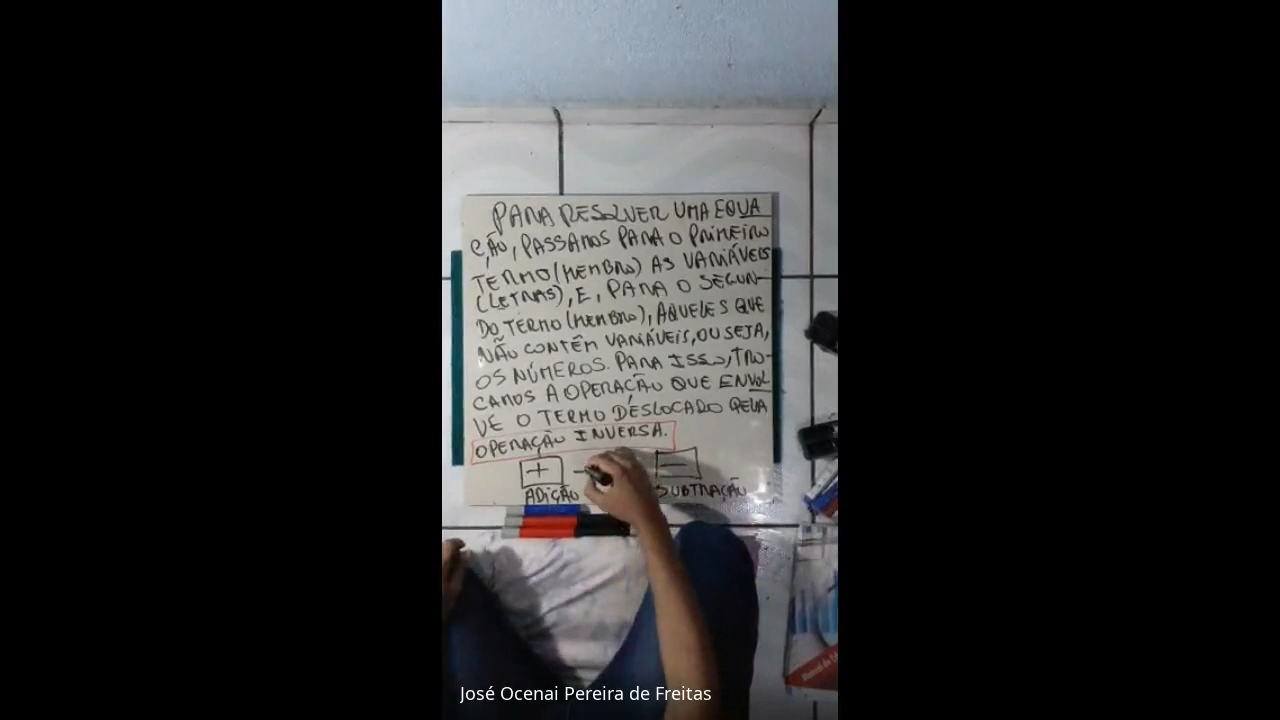 PARA RESOLVER UMA EQUA
ÇÃO, PASSAMOS PARA O PRIMEIRO
TERMO (MEMBRO) AS VARIÁVEIS
(LETRAS), E, PARA O SEGUN-
DO TERMO (MEMBRO), AQUELES QUE
NÃO CONTÊM VARIÁVEIS, OU SEJA,
OS NÚMEROS. PARA ISSO, TRO-
CAMOS A OPERAÇÃO QUE ENVOL
VE O TERMO DESLOCADO PELA
OPERAÇÃO INVERSA.
+ - −
ADIÇÃO SUBTRAÇÃO
José Ocenai Pereira de Freitas